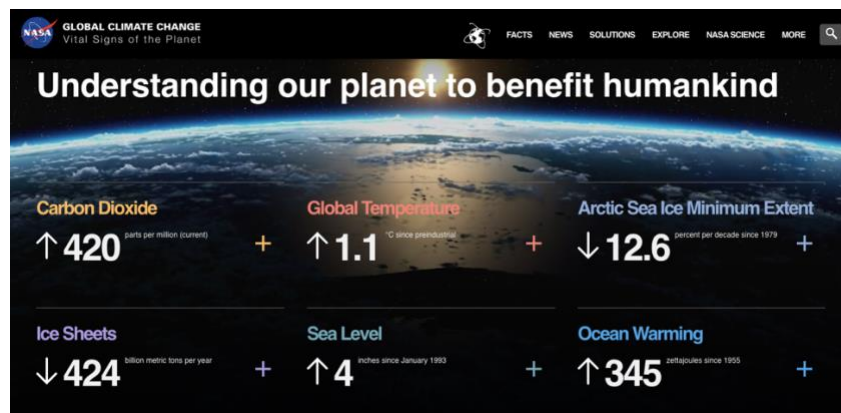 NASA
GLOBAL CLIMATE CHANGE
Vital Signs of the Planet
FACTS NEWS SOLUTIONS EXPLORE NASA SCIENCE MORE
Understanding our planet to benefit humankind
Carbon Dioxide Global Temperature Arctic Sea Ice Minimum Extent
↑ 420 parts per million (current) + ↑ 1.1 °C since preindustrial + ↓ 12.6 percent per decade since 1979 +
Ice Sheets Sea Level Ocean Warming
↓ 424 billion metric tons per year + ↑ 4 inches since January 1993 + ↑ 345 zettajoules since 1955 +